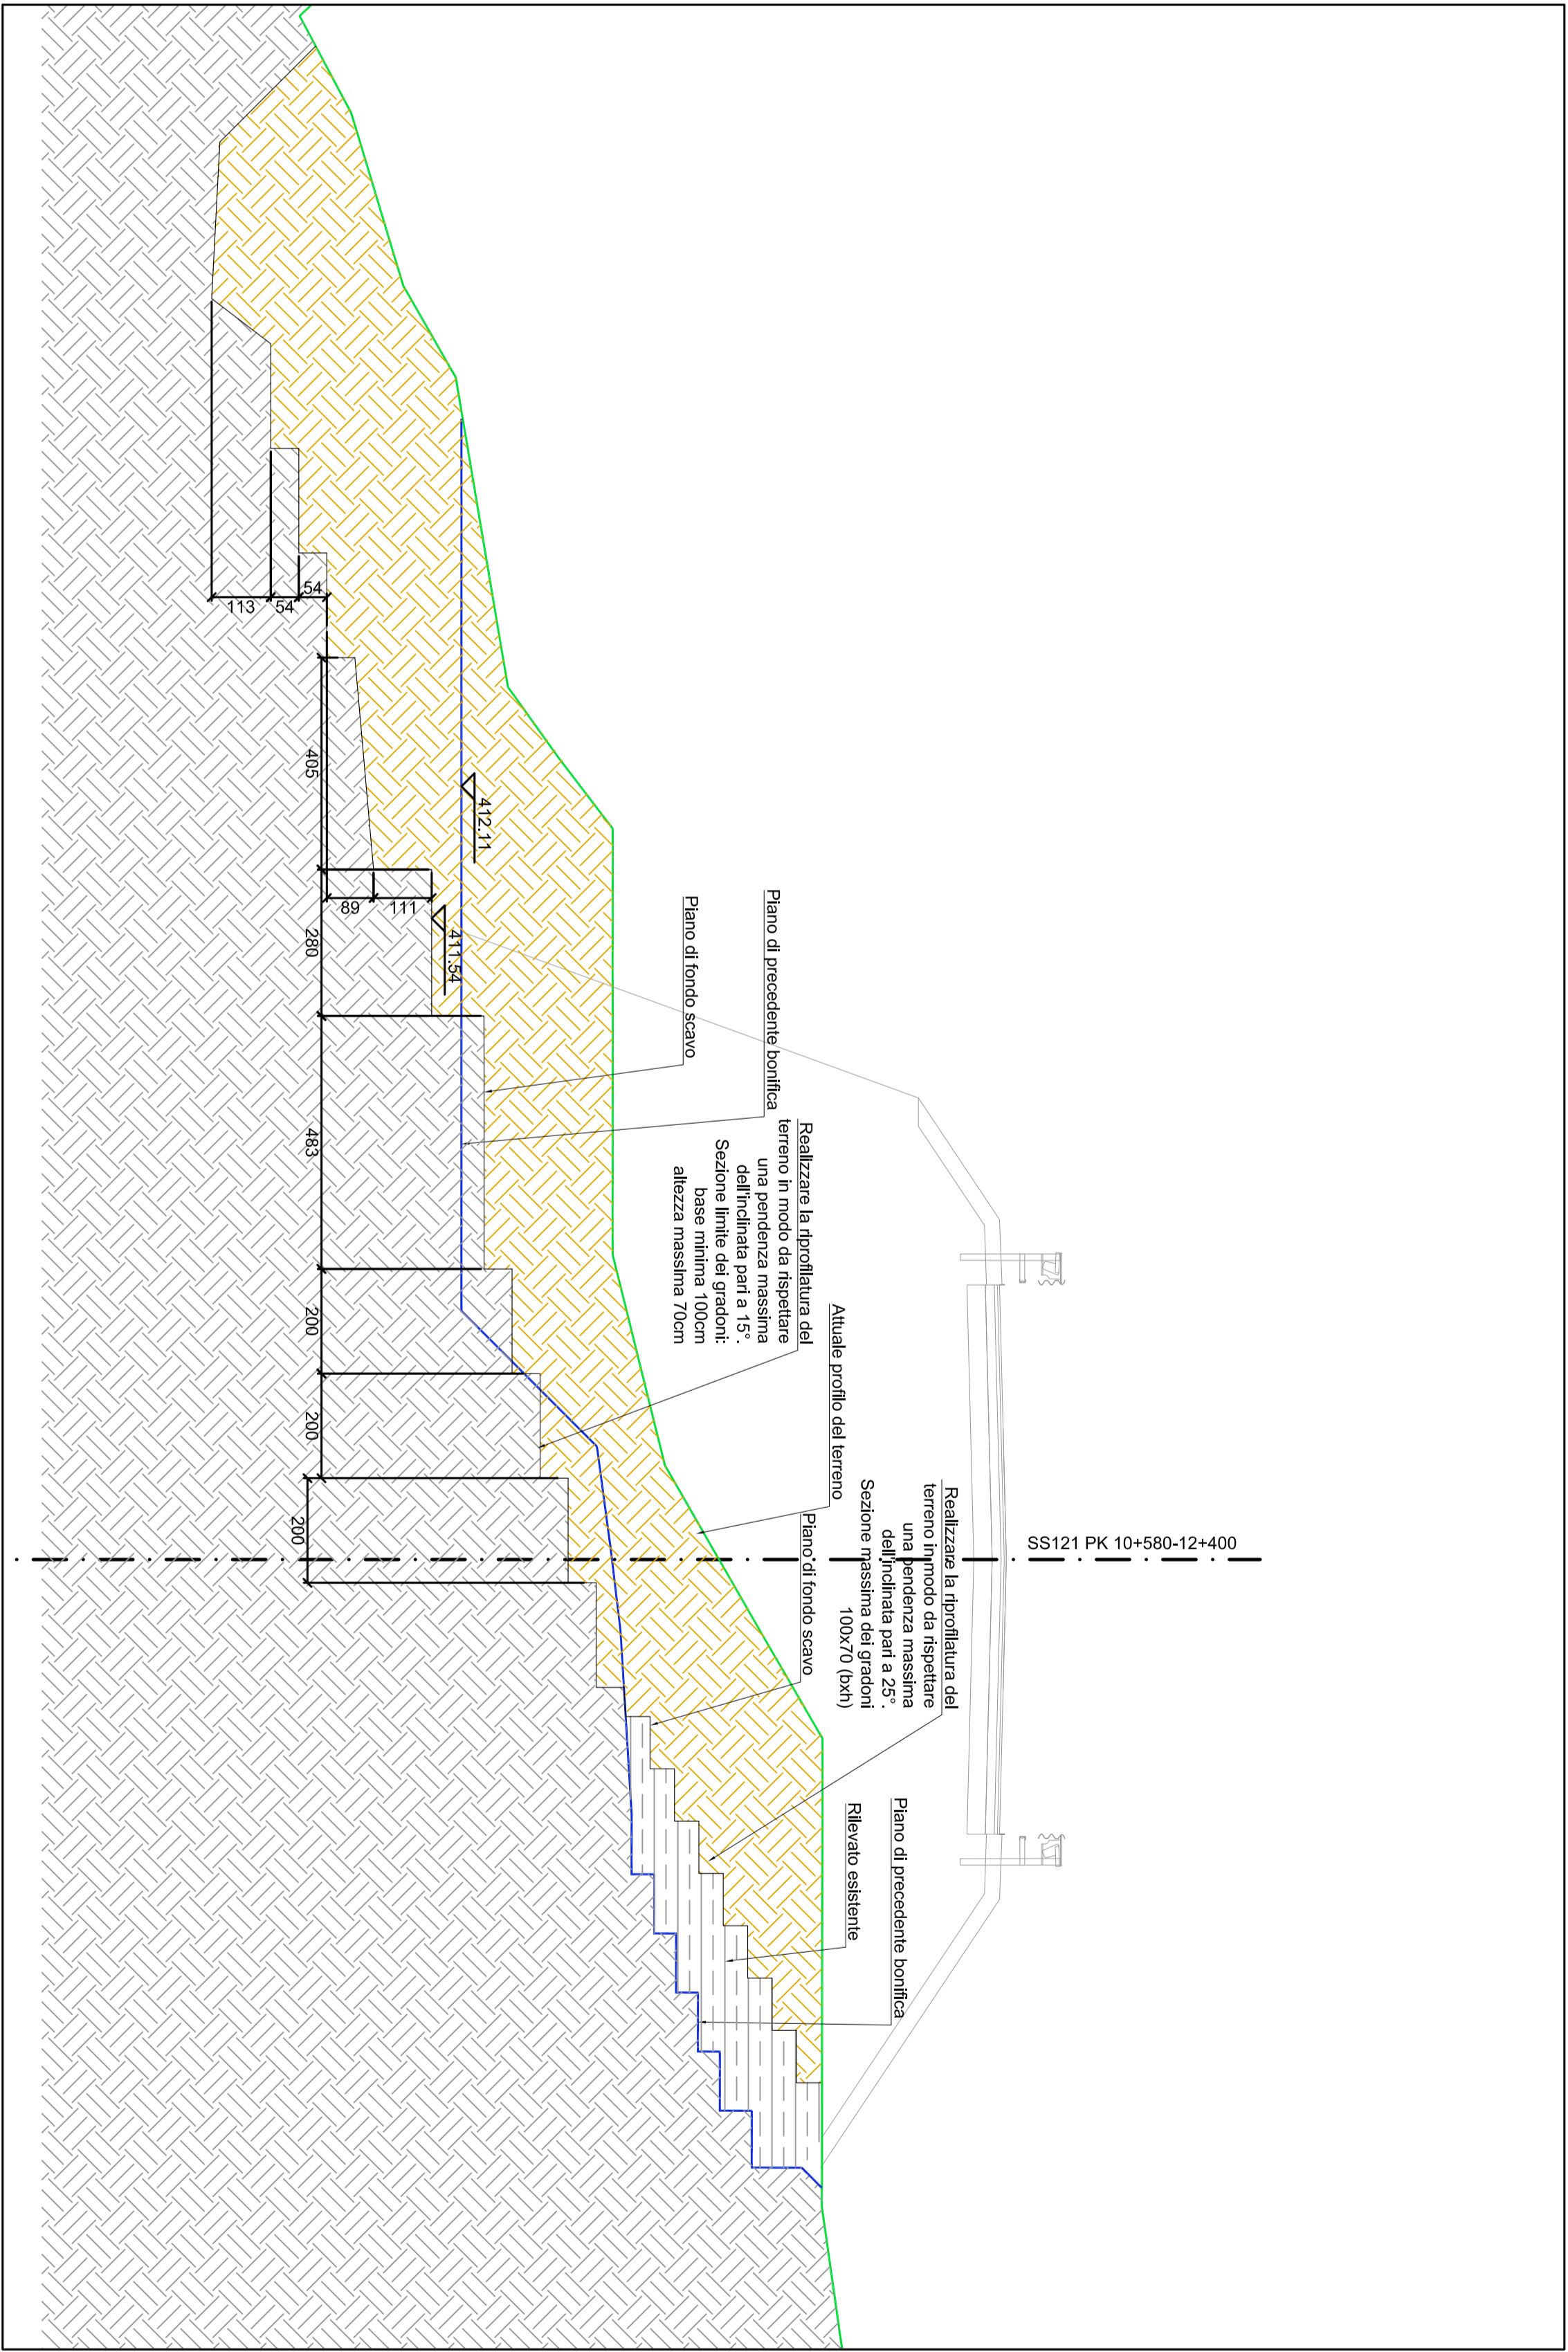 SS121 PK 10+580-12+400
Realizzare la riprofilatura del
terreno in modo da rispettare
una pendenza massima
dell'inclinata pari a 25°.
Sezione massima dei gradoni
100x70 (bxh)
Piano di precedente bonifica
Rilevato esistente
Attuale profilo del terreno
Piano di fondo scavo
Realizzare la riprofilatura del
terreno in modo da rispettare
una pendenza massima
dell'inclinata pari a 15°.
Sezione limite dei gradoni:
base minima 100cm
altezza massima 70cm
Piano di precedente bonifica
Piano di fondo scavo
412.11
411.54
54
54
113
89
111
405
280
483
200
200
200